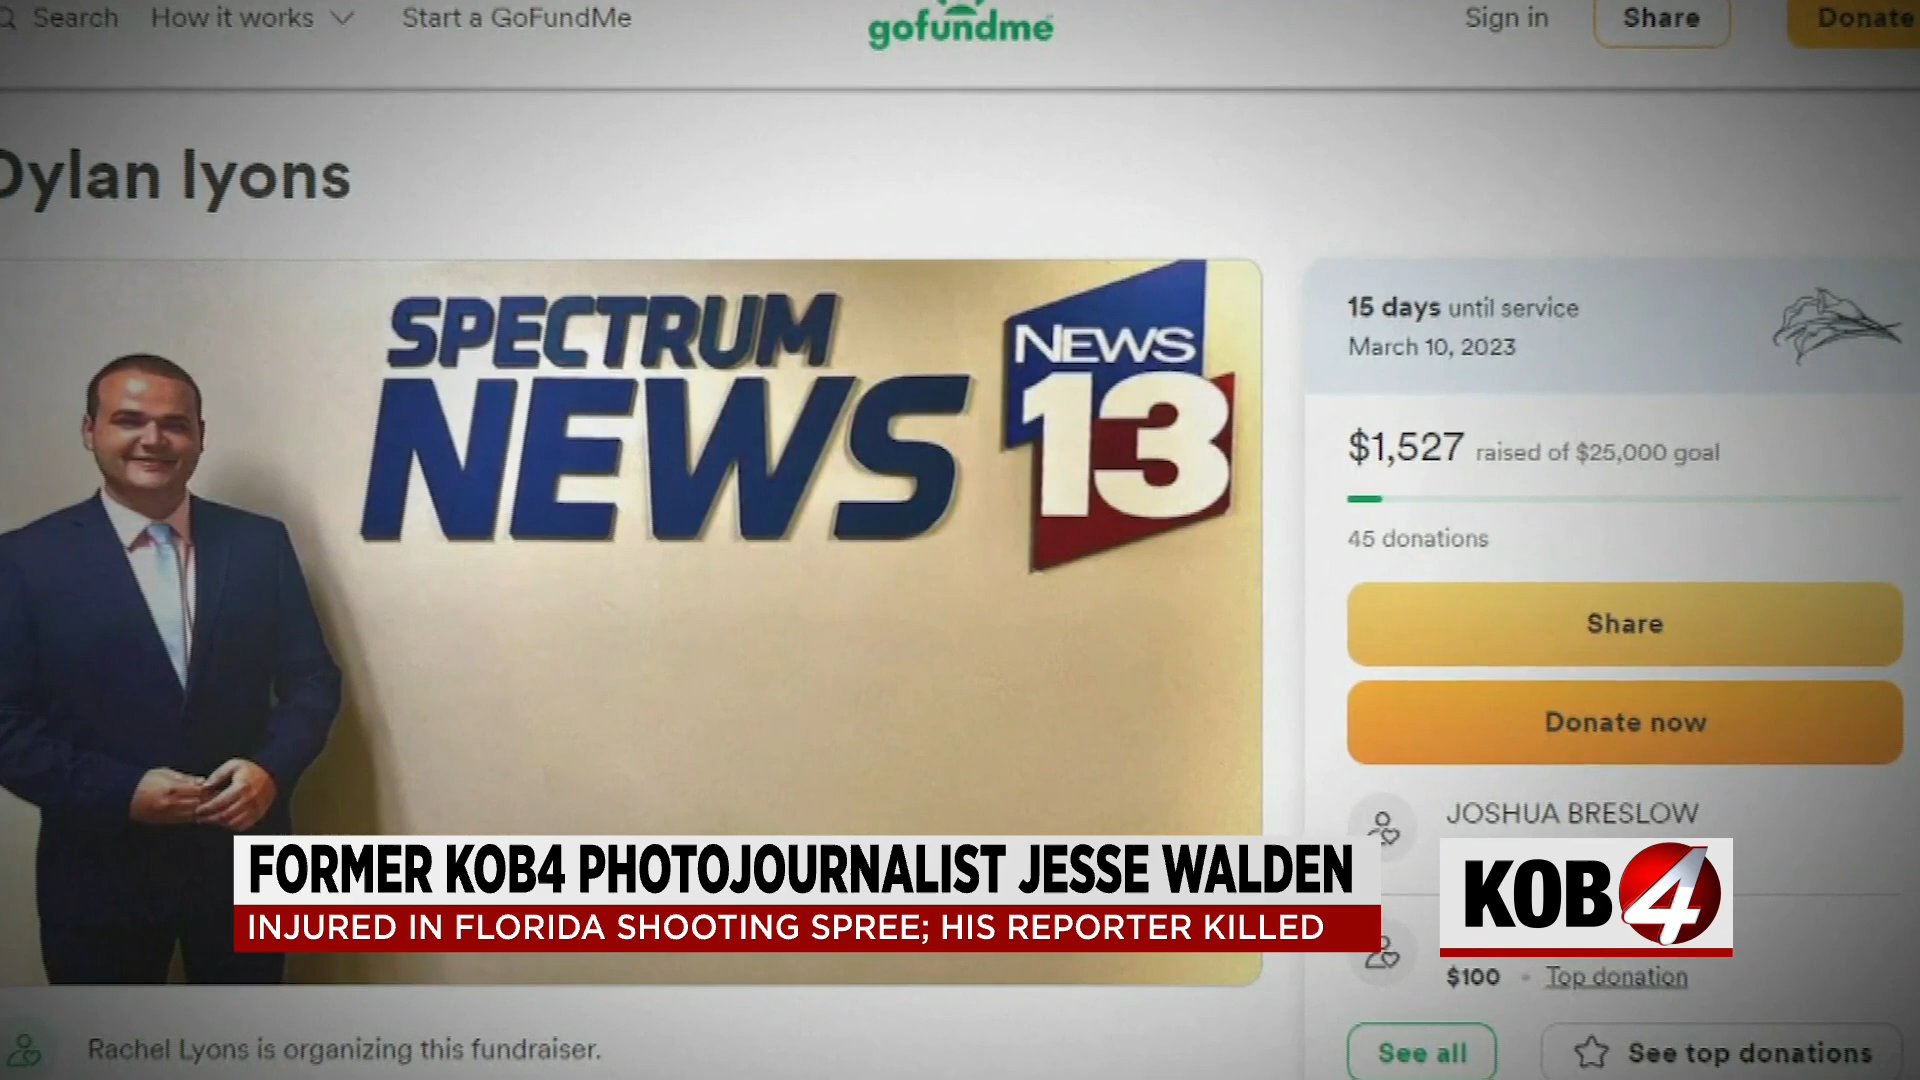 Search How it works Start a GoFundMe gofundme Sign in Share Donate
Dylan lyons
SPECTRUM
NEWS
NEWS
13
15 days until service
March 10, 2023
$1,527 raised of $25,000 goal
45 donations
Share
Donate now
JOSHUA BRESLOW
FORMER KOB4 PHOTOJOURNALIST JESSE WALDEN
INJURED IN FLORIDA SHOOTING SPREE; HIS REPORTER KILLED
KOB4
$100 • Top donation
Rachel Lyons is organizing this fundraiser.
See all See top donations